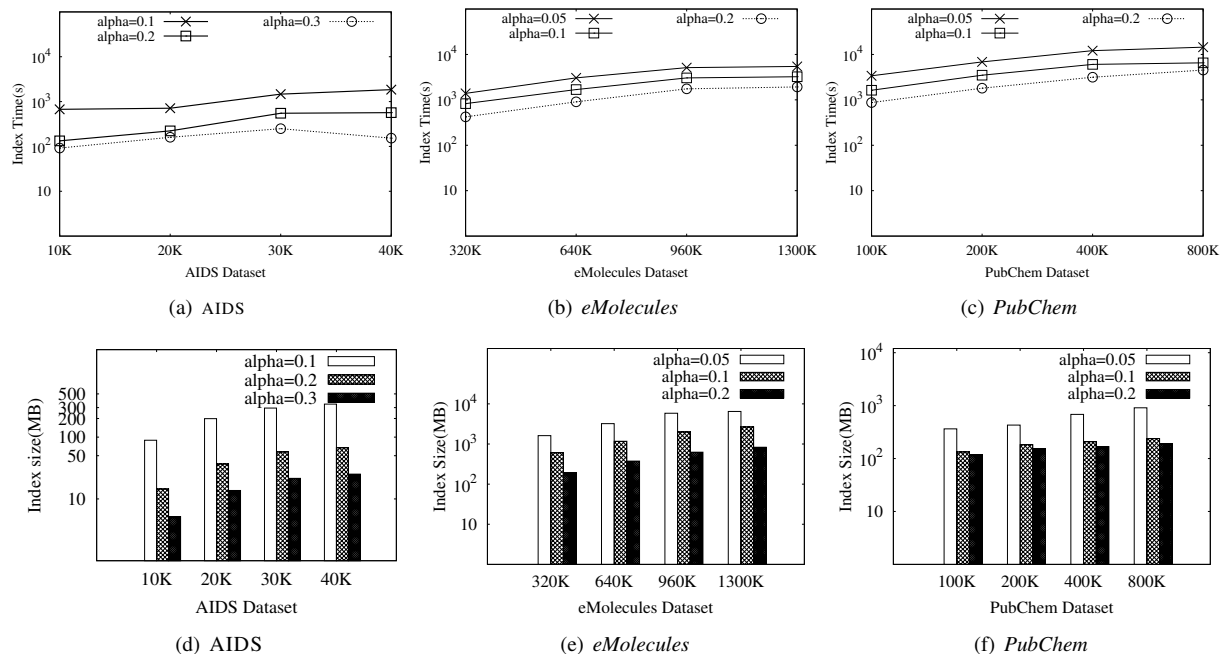 alpha=0.1
alpha=0.2
alpha=0.3
Index Time(s)
10^4
10^3
10^2
10
10K
20K
30K
40K
AIDS Dataset
(a) AIDS
alpha=0.05
alpha=0.1
alpha=0.2
Index Time(s)
10^4
10^3
10^2
10
320K
640K
960K
1300K
eMolecules Dataset
(b) eMolecules
alpha=0.05
alpha=0.1
alpha=0.2
Index Time(s)
10^4
10^3
10^2
10
100K
200K
400K
800K
PubChem Dataset
(c) PubChem
alpha=0.1
alpha=0.2
alpha=0.3
Index size(MB)
500
300
200
100
50
10
10K
20K
30K
40K
AIDS Dataset
(d) AIDS
alpha=0.05
alpha=0.1
alpha=0.2
Index Size(MB)
10^4
10^3
10^2
10
320K
640K
960K
1300K
eMolecules Dataset
(e) eMolecules
alpha=0.05
alpha=0.1
alpha=0.2
Index Size(MB)
10^4
10^3
10^2
10
100K
200K
400K
800K
PubChem Dataset
(f) PubChem